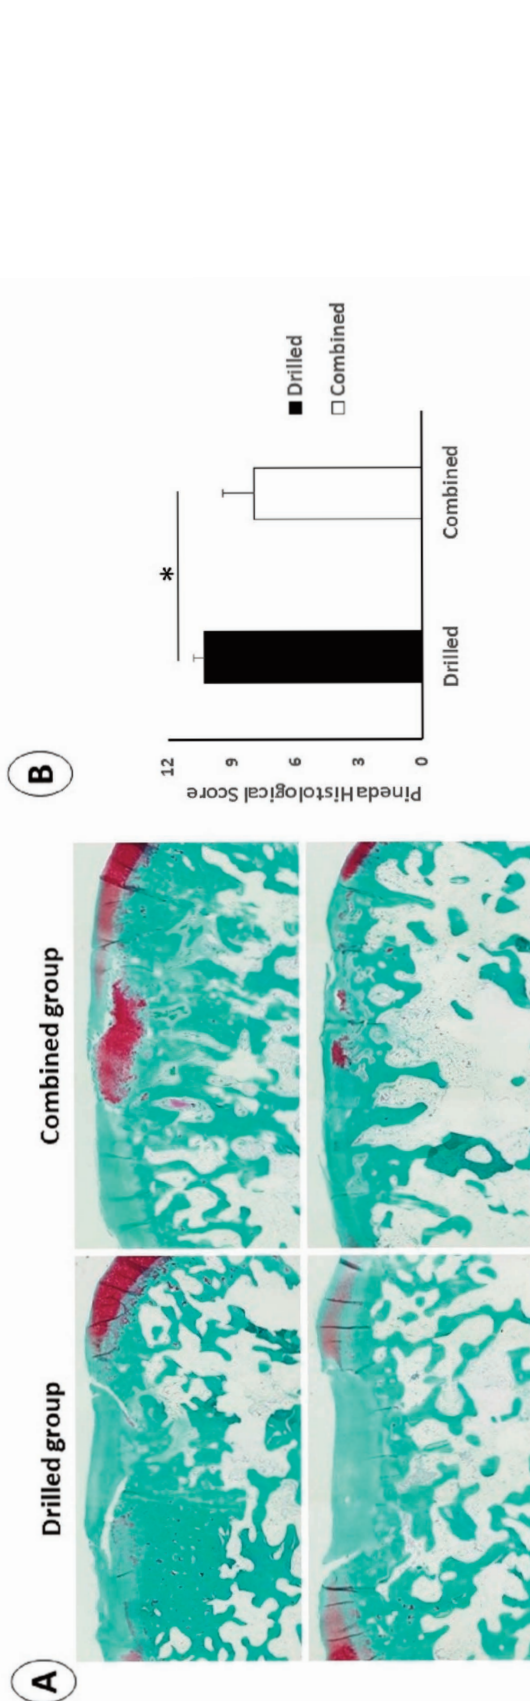 A
Drilled group
Combined group
B
Pineda Histological Score
12
9
6
3
0
*
Drilled
Combined
Drilled
Combined